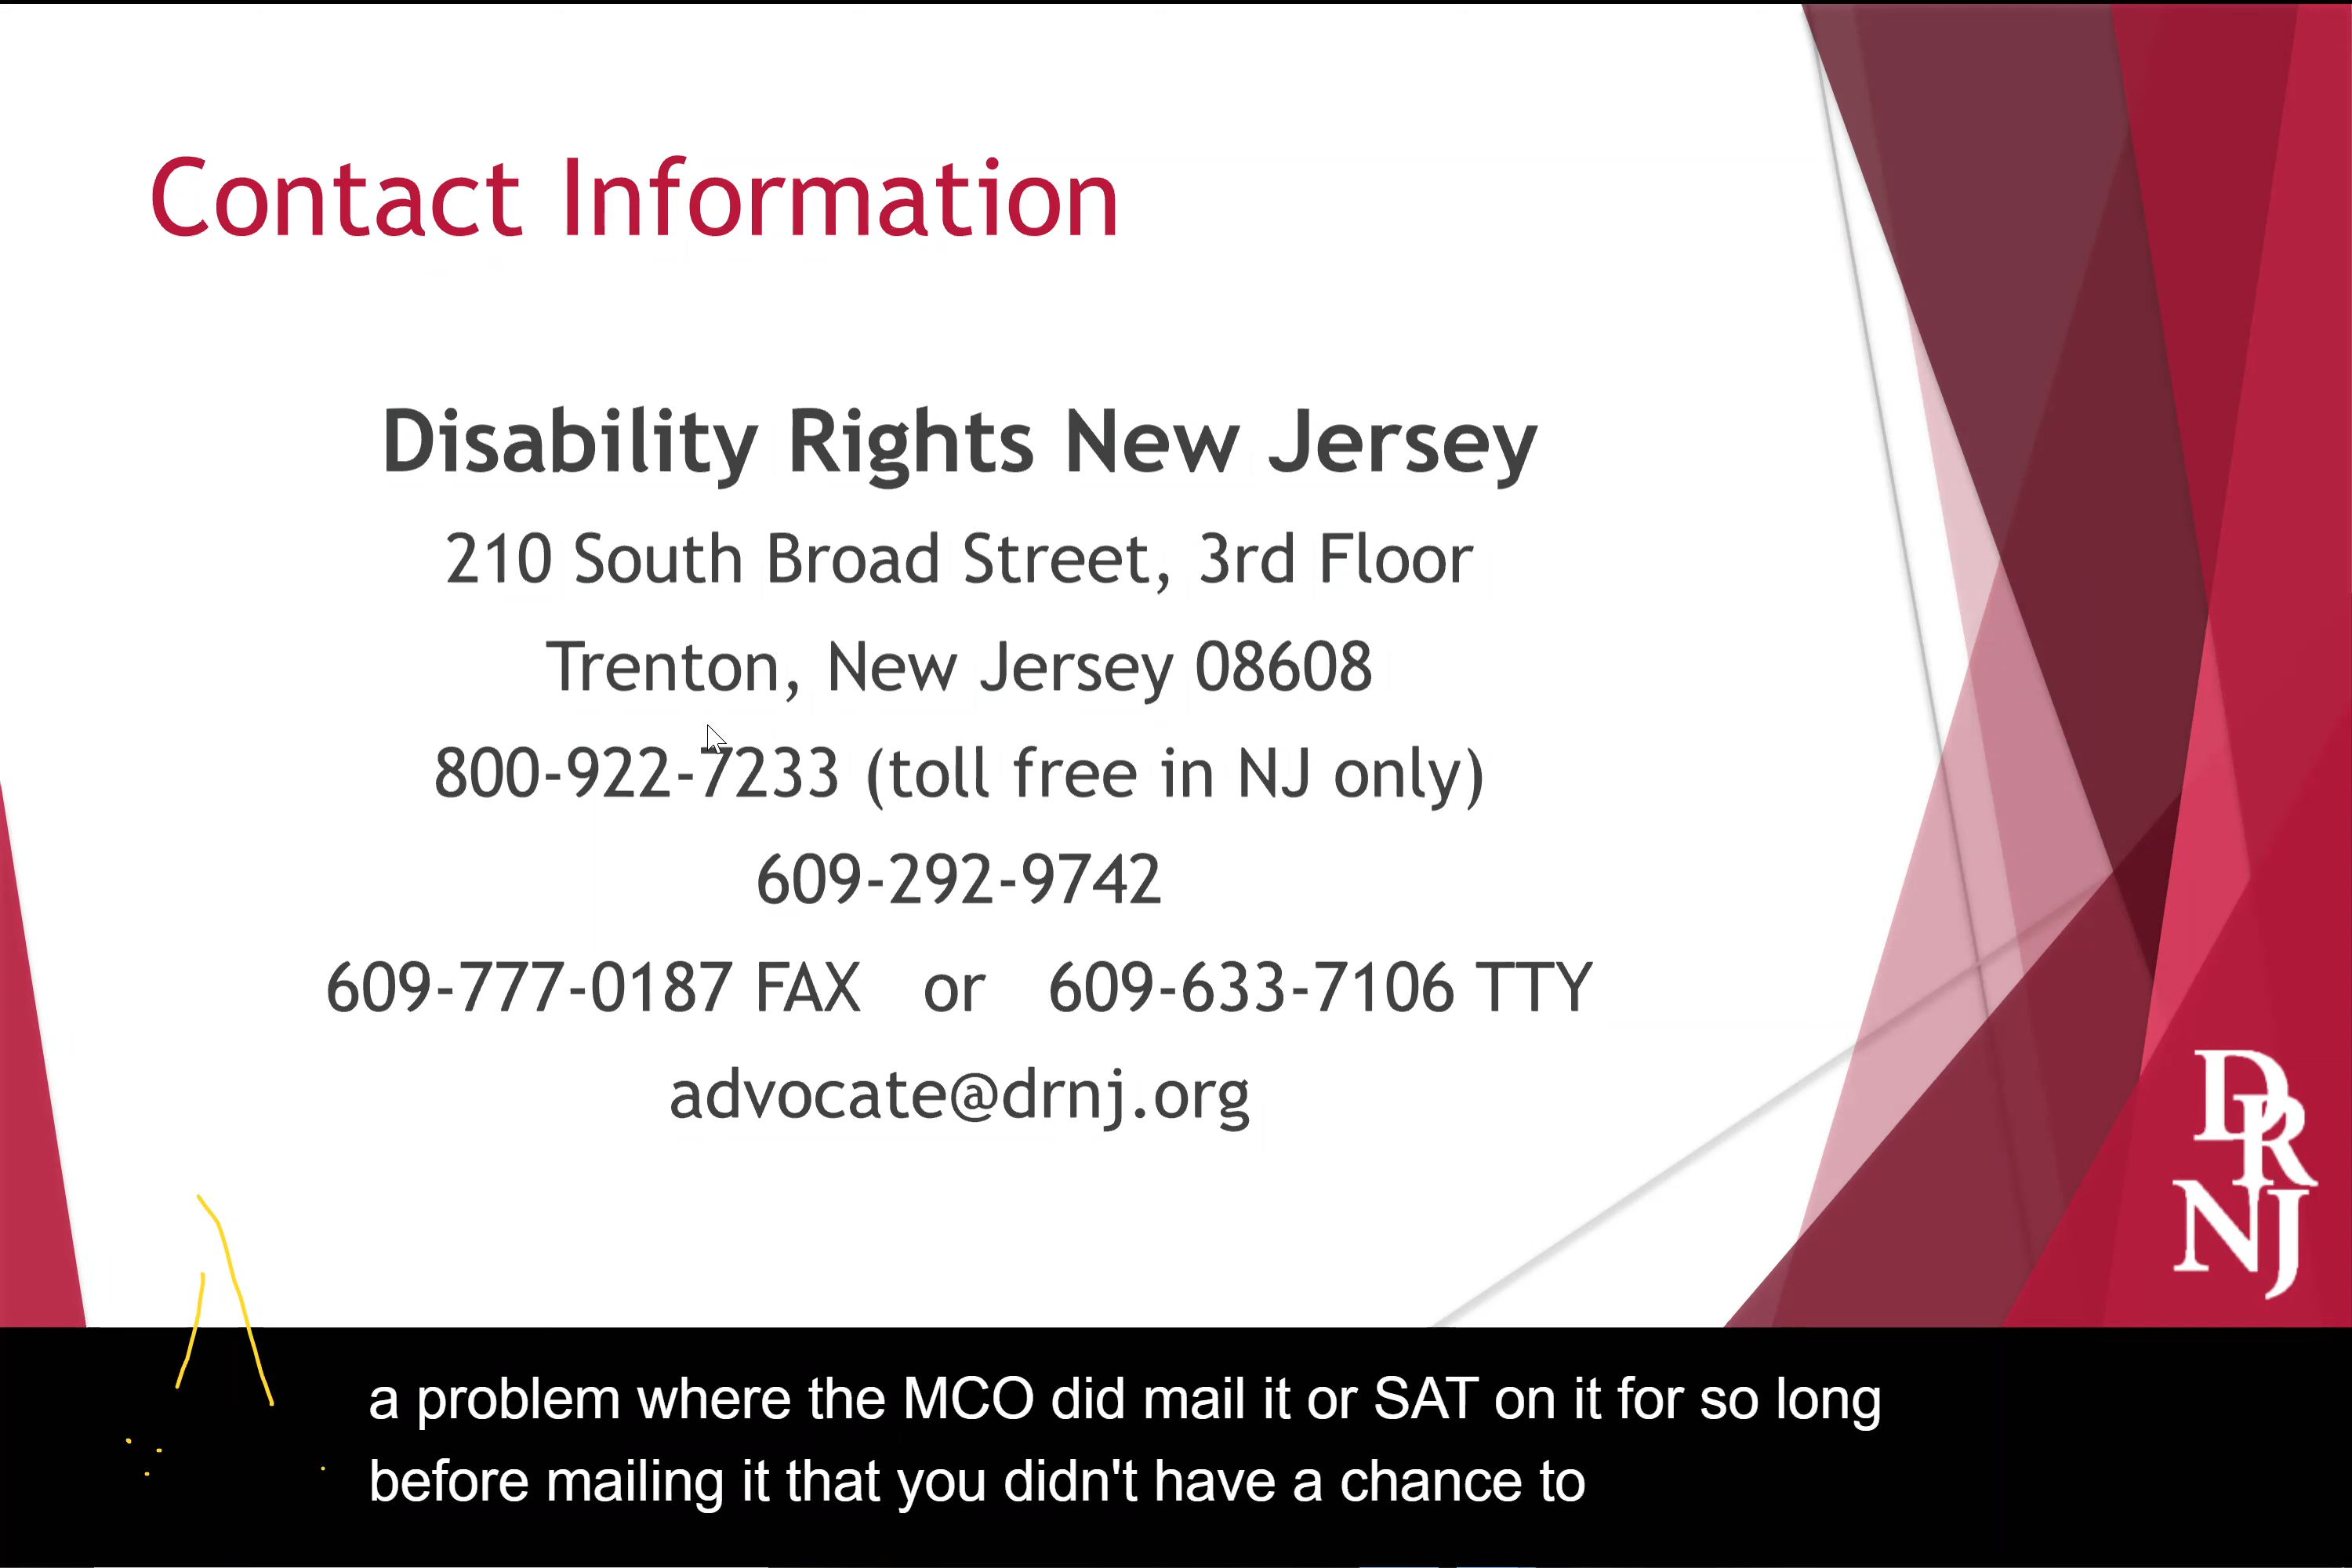 Contact Information
Disability Rights New Jersey
210 South Broad Street, 3rd Floor
Trenton, New Jersey 08608
800-922-7233 (toll free in NJ only)
609-292-9742
609-777-0187 FAX or 609-633-7106 TTY
advocate@drnj.org
DR
NJ
a problem where the MCO did mail it or SAT on it for so long
before mailing it that you didn't have a chance to